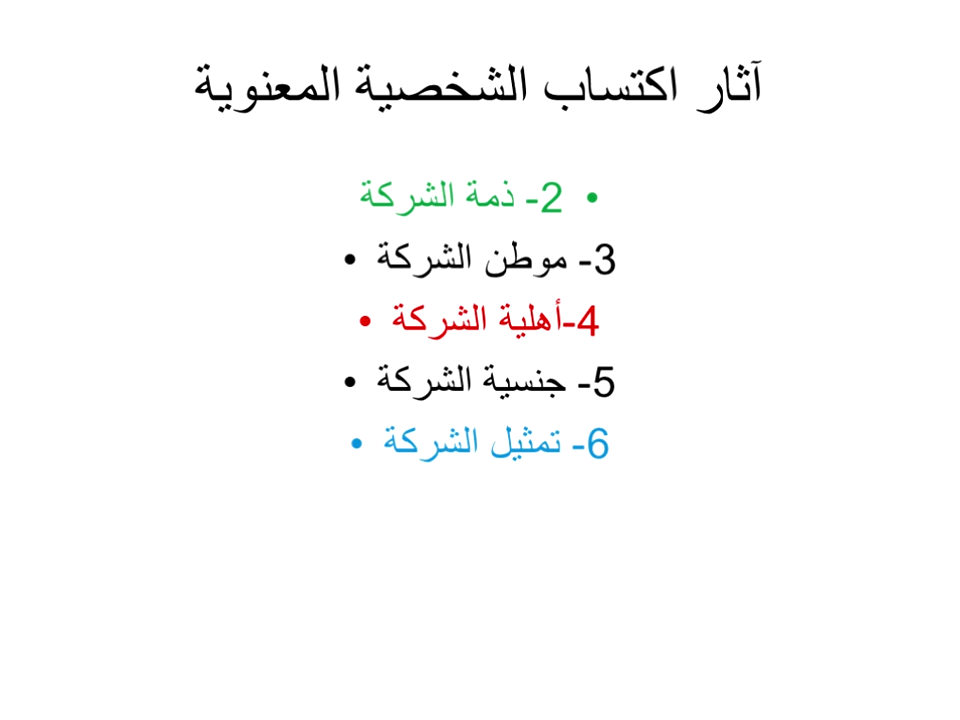 آثار اكتساب الشخصية المعنوية
• 2- ذمة الشركة
3- موطن الشركة •
4-أهلية الشركة •
5- جنسية الشركة •
6- تمثيل الشركة •